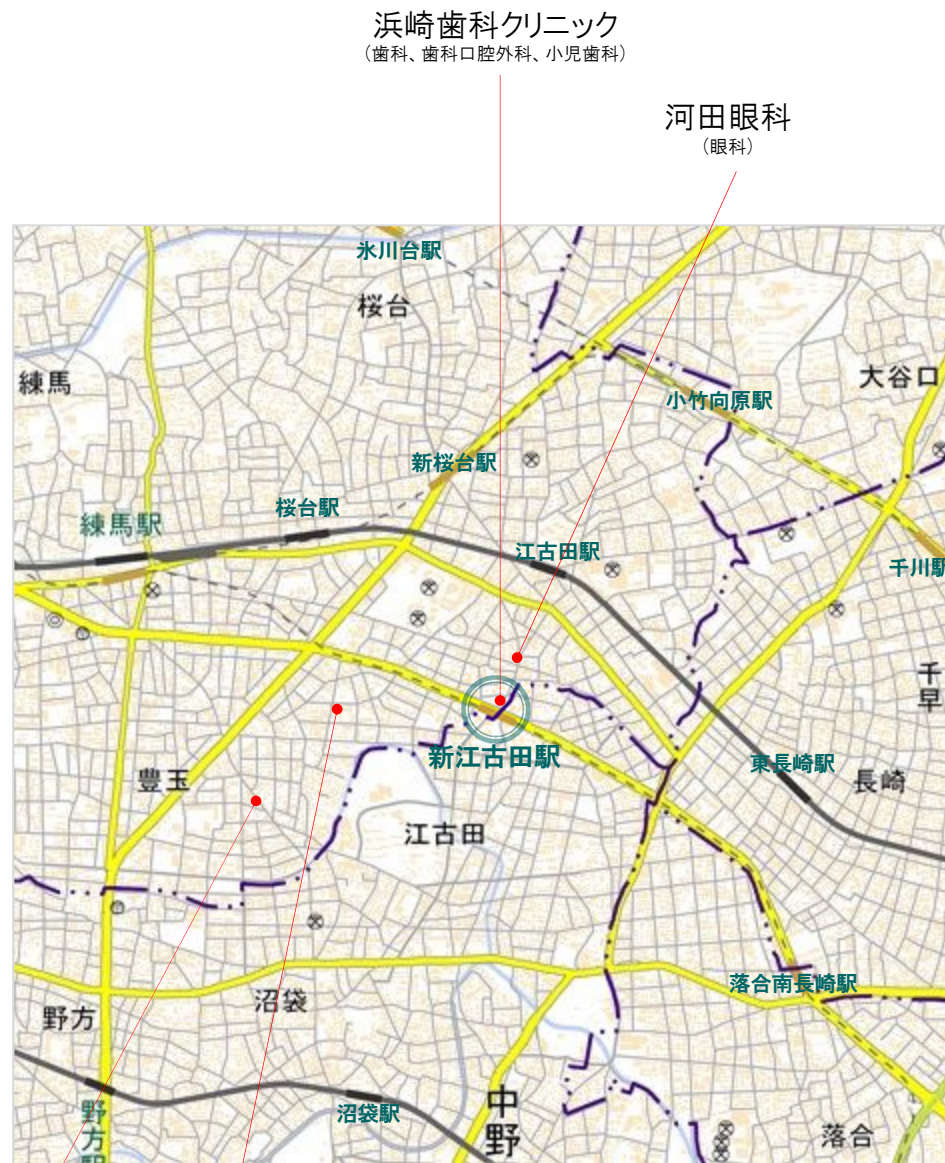 浜崎歯科クリニック
(歯科、歯科口腔外科、小児歯科)
河田眼科
(眼科)
氷川台駅
桜台
練馬
大谷口
小竹向原駅
新桜台駅
桜台駅
練馬駅
江古田駅
千川駅
千早
新江古田駅
東長崎駅
豊玉
長崎
江古田
落合南長崎駅
沼袋
野方
中野
沼袋駅
野方駅
落合